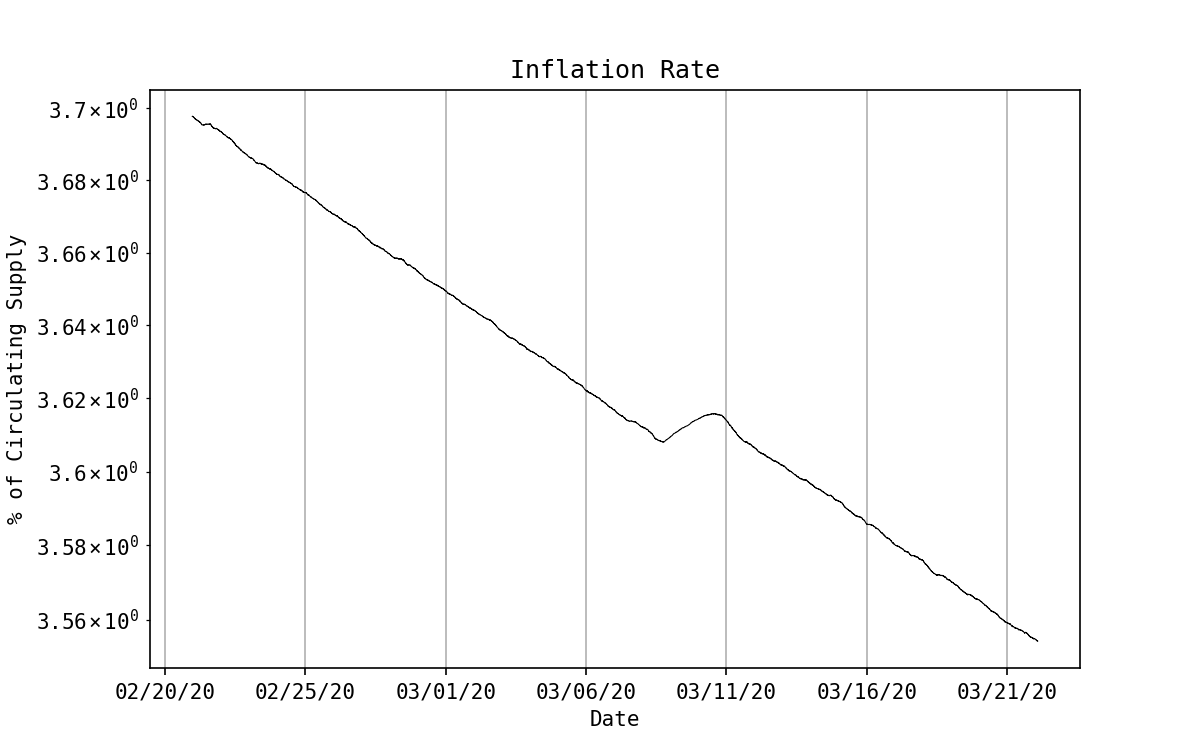 Inflation Rate
% of Circulating Supply
3.7×10⁰
3.68×10⁰
3.66×10⁰
3.64×10⁰
3.62×10⁰
3.6×10⁰
3.58×10⁰
3.56×10⁰
02/20/20 02/25/20 03/01/20 03/06/20 03/11/20 03/16/20 03/21/20
Date